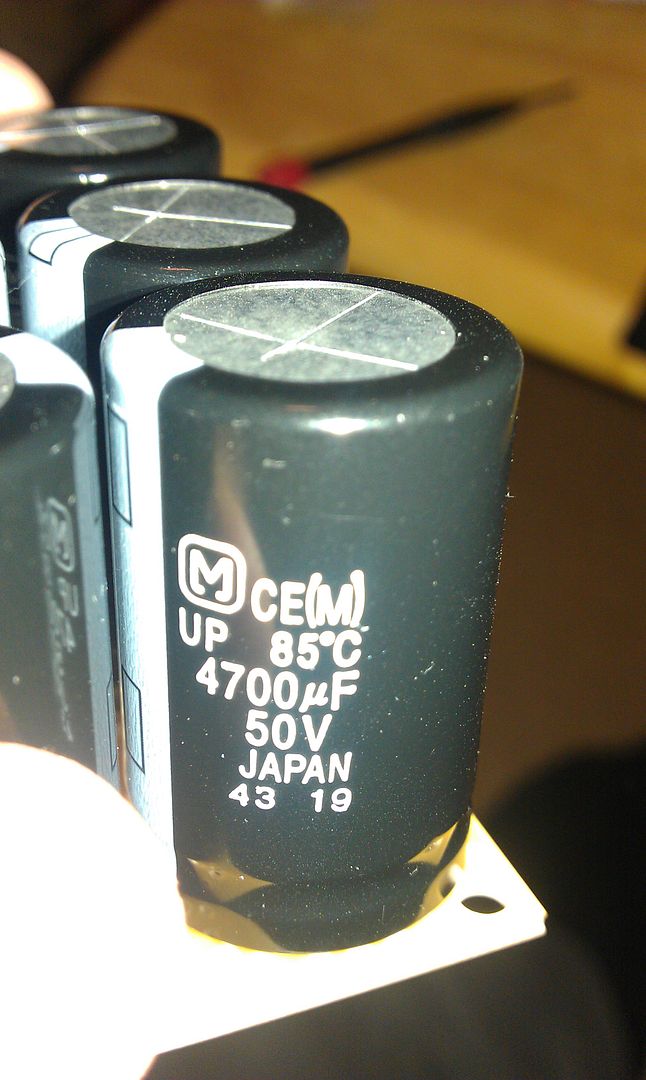 M CE(M)
UP 85°C
4700μF
50V
JAPAN
43 19